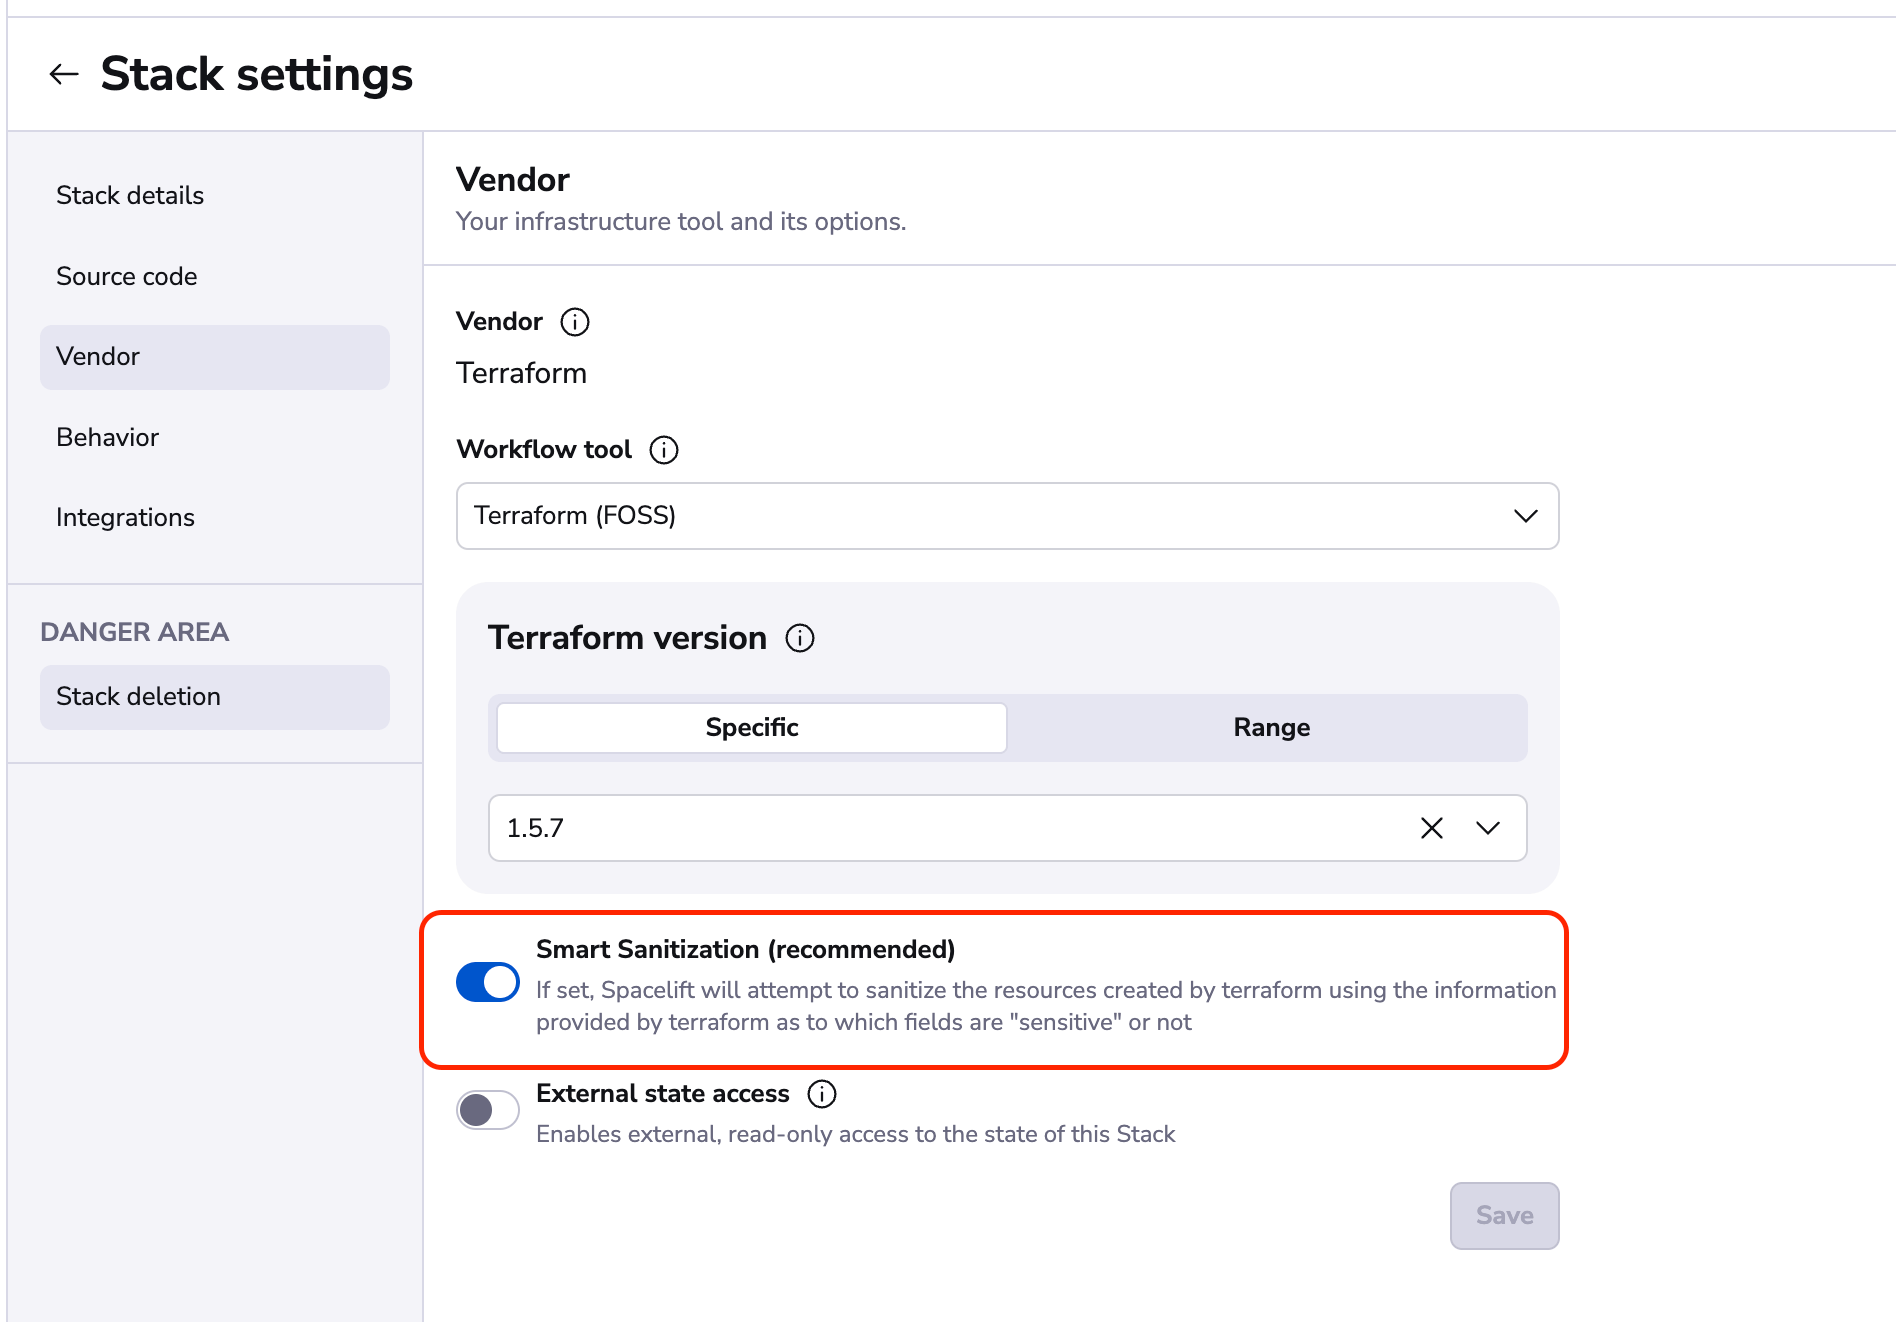 Stack settings
Stack details
Source code
Vendor
Behavior
Integrations
DANGER AREA
Stack deletion
Vendor
Your infrastructure tool and its options.
Vendor
Terraform
Workflow tool
Terraform (FOSS)
Terraform version
Specific
Range
1.5.7
Smart Sanitization (recommended)
If set, Spacelift will attempt to sanitize the resources created by terraform using the information
provided by terraform as to which fields are "sensitive" or not
External state access
Enables external, read-only access to the state of this Stack
Save